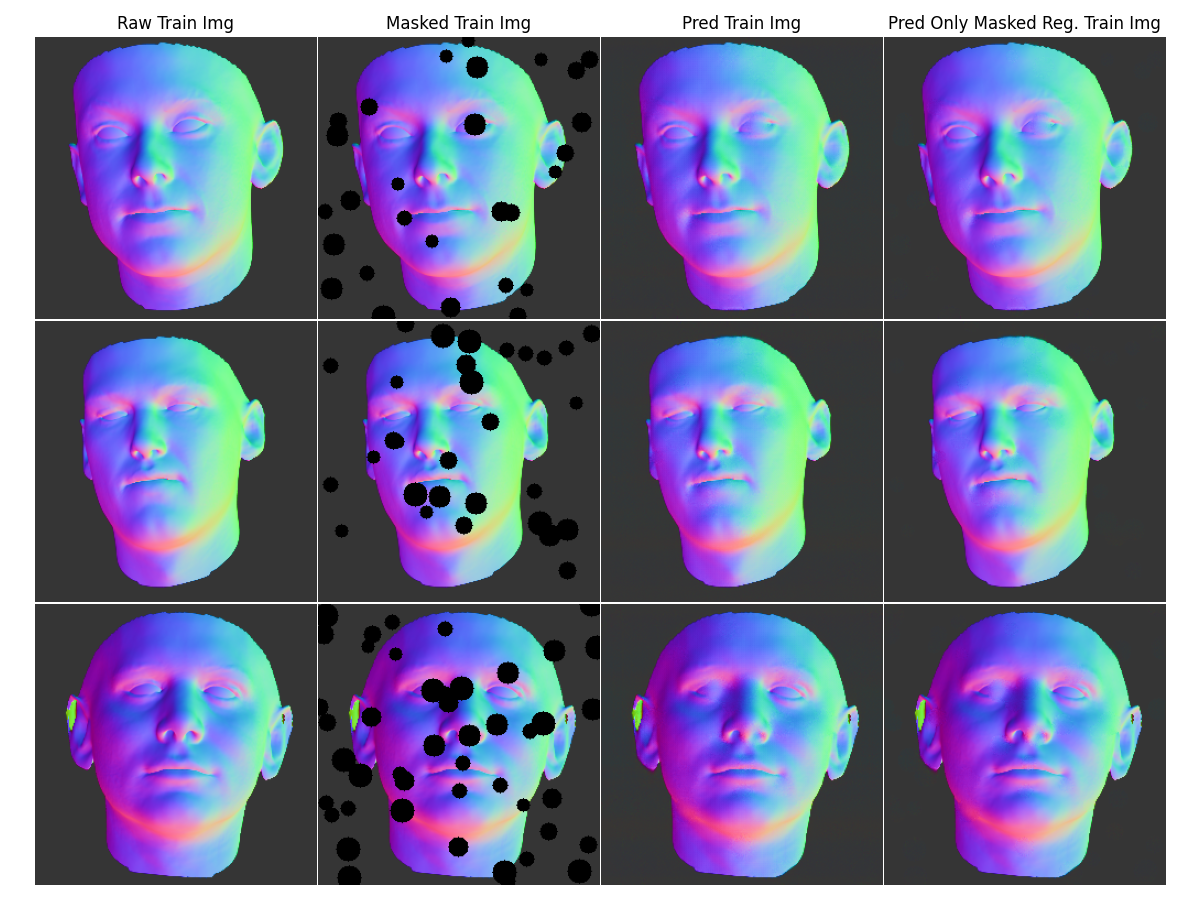 Raw Train Img
Masked Train Img
Pred Train Img
Pred Only Masked Reg. Train Img